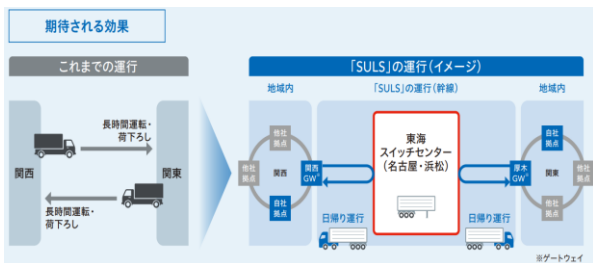 期待される効果
これまでの運行
関西
長時間運転・
荷下ろし
長時間運転・
荷下ろし
関東
「SULS」の運行（イメージ）
地域内
「SULS」の運行（幹線）
地域内
他社
拠点
他社
拠点
関西
関西
GW※
自社
拠点
東海
スイッチセンター
（名古屋・浜松）
日帰り運行
日帰り運行
自社
拠点
厚木
GW※
関東
他社
拠点
他社
拠点
※ゲートウェイ